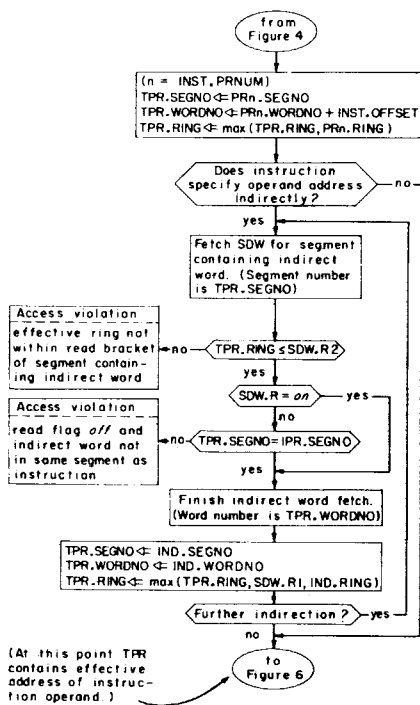 from
Figure 4
(n = INST.PRNUM)
TPR.SEGNO⇐PRn.SEGNO
TPR.WORDNO⇐PRn.WORDNO + INST.OFFSET
TPR.RING⇐ max(TPR.RING, PRn.RING)
Does instruction
specify operand address
indirectly?
no
yes
Fetch SDW for segment
containing indirect
word. (Segment number
is TPR.SEGNO)
Access violation
effective ring not
within read bracket
of segment contain-
ing indirect word
no
TPR.RING ≤ SDW.R2
yes
SDW.R = on
yes
no
Access violation
read flag off and
indirect word not
in same segment as
instruction
no
TPR.SEGNO = IPR.SEGNO
yes
Finish indirect word fetch.
(Word number is TPR.WORDNO)
TPR.SEGNO⇐ IND.SEGNO
TPR.WORDNO⇐ IND.WORDNO
TPR.RING⇐ max(TPR.RING, SDW.R1, IND.RING)
Further indirection?
yes
no
(At this point TPR
contains effective
address of instruc-
tion operand.)
to
Figure 6